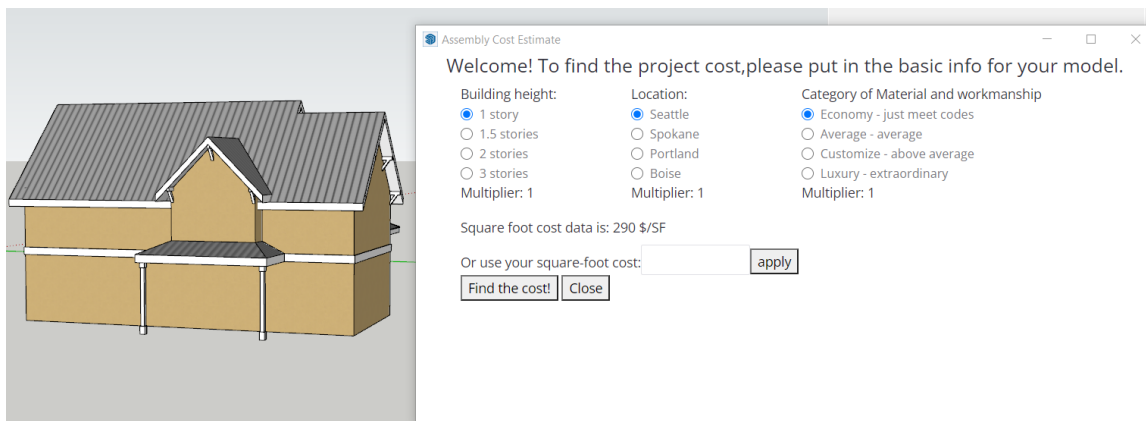 Assembly Cost Estimate
Welcome! To find the project cost,please put in the basic info for your model.
Building height:
1 story
1.5 stories
2 stories
3 stories
Multiplier: 1
Location:
Seattle
Spokane
Portland
Boise
Multiplier: 1
Category of Material and workmanship
Economy - just meet codes
Average - average
Customize - above average
Luxury - extraordinary
Multiplier: 1
Square foot cost data is: 290 $/SF
Or use your square-foot cost: apply
Find the cost! Close